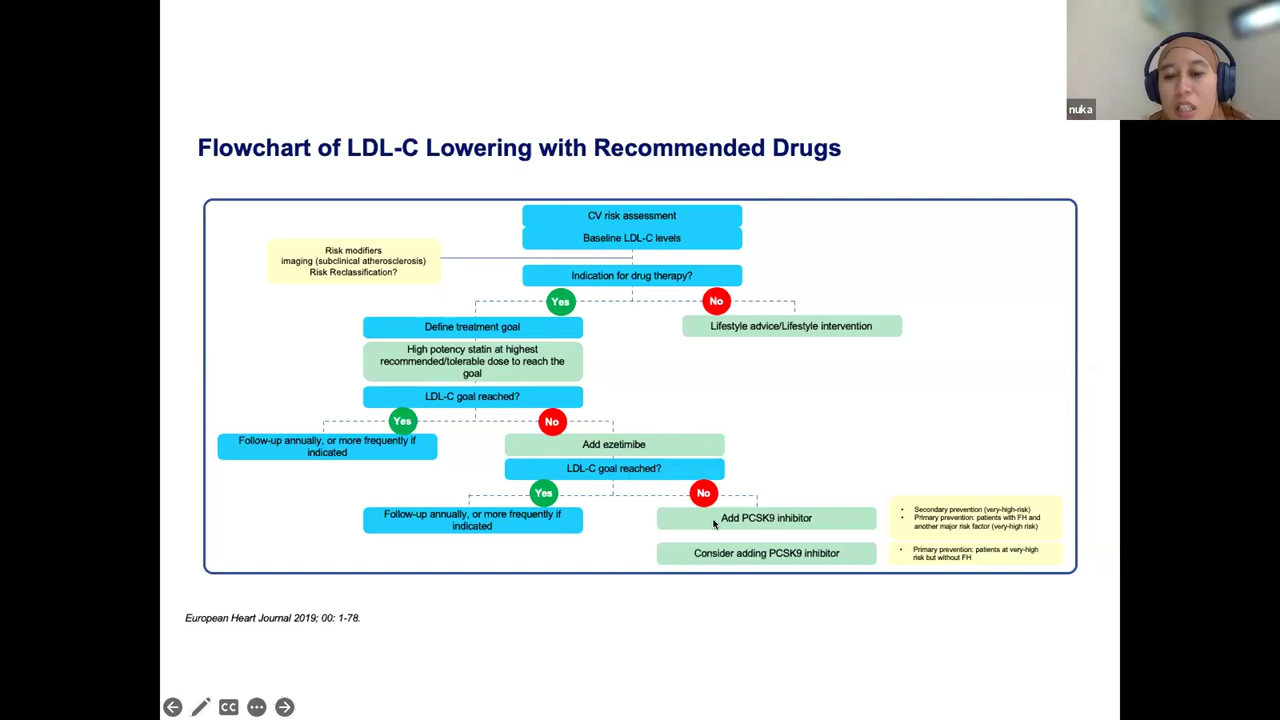 nuka
Flowchart of LDL-C Lowering with Recommended Drugs
CV risk assessment
Baseline LDL-C levels
Risk modifiers
imaging (subclinical atherosclerosis)
Risk Reclassification?
Indication for drug therapy?
Yes
No
Define treatment goal
Lifestyle advice/Lifestyle intervention
High potency statin at highest
recommended/tolerable dose to reach the
goal
LDL-C goal reached?
Yes
No
Follow-up annually, or more frequently if
indicated
Add ezetimibe
LDL-C goal reached?
Yes
No
Follow-up annually, or more frequently if
indicated
Add PCSK9 inhibitor
• Secondary prevention (very-high-risk)
• Primary prevention: patients with FH and
another major risk factor (very-high risk)
Consider adding PCSK9 inhibitor
• Primary prevention: patients at very-high
risk but without FH
European Heart Journal 2019; 00: 1-78.
CC